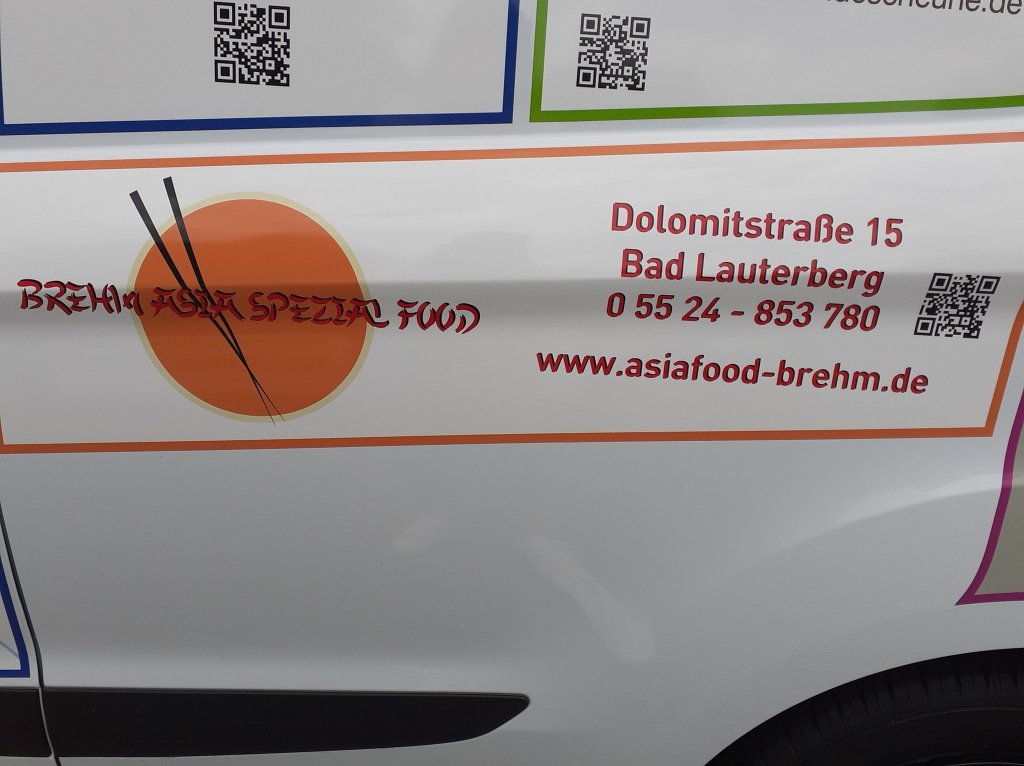 BREHM ASIA SPEZIAL FOOD
Dolomitstraße 15
Bad Lauterberg
0 55 24 - 853 780
www.asiafood-brehm.de